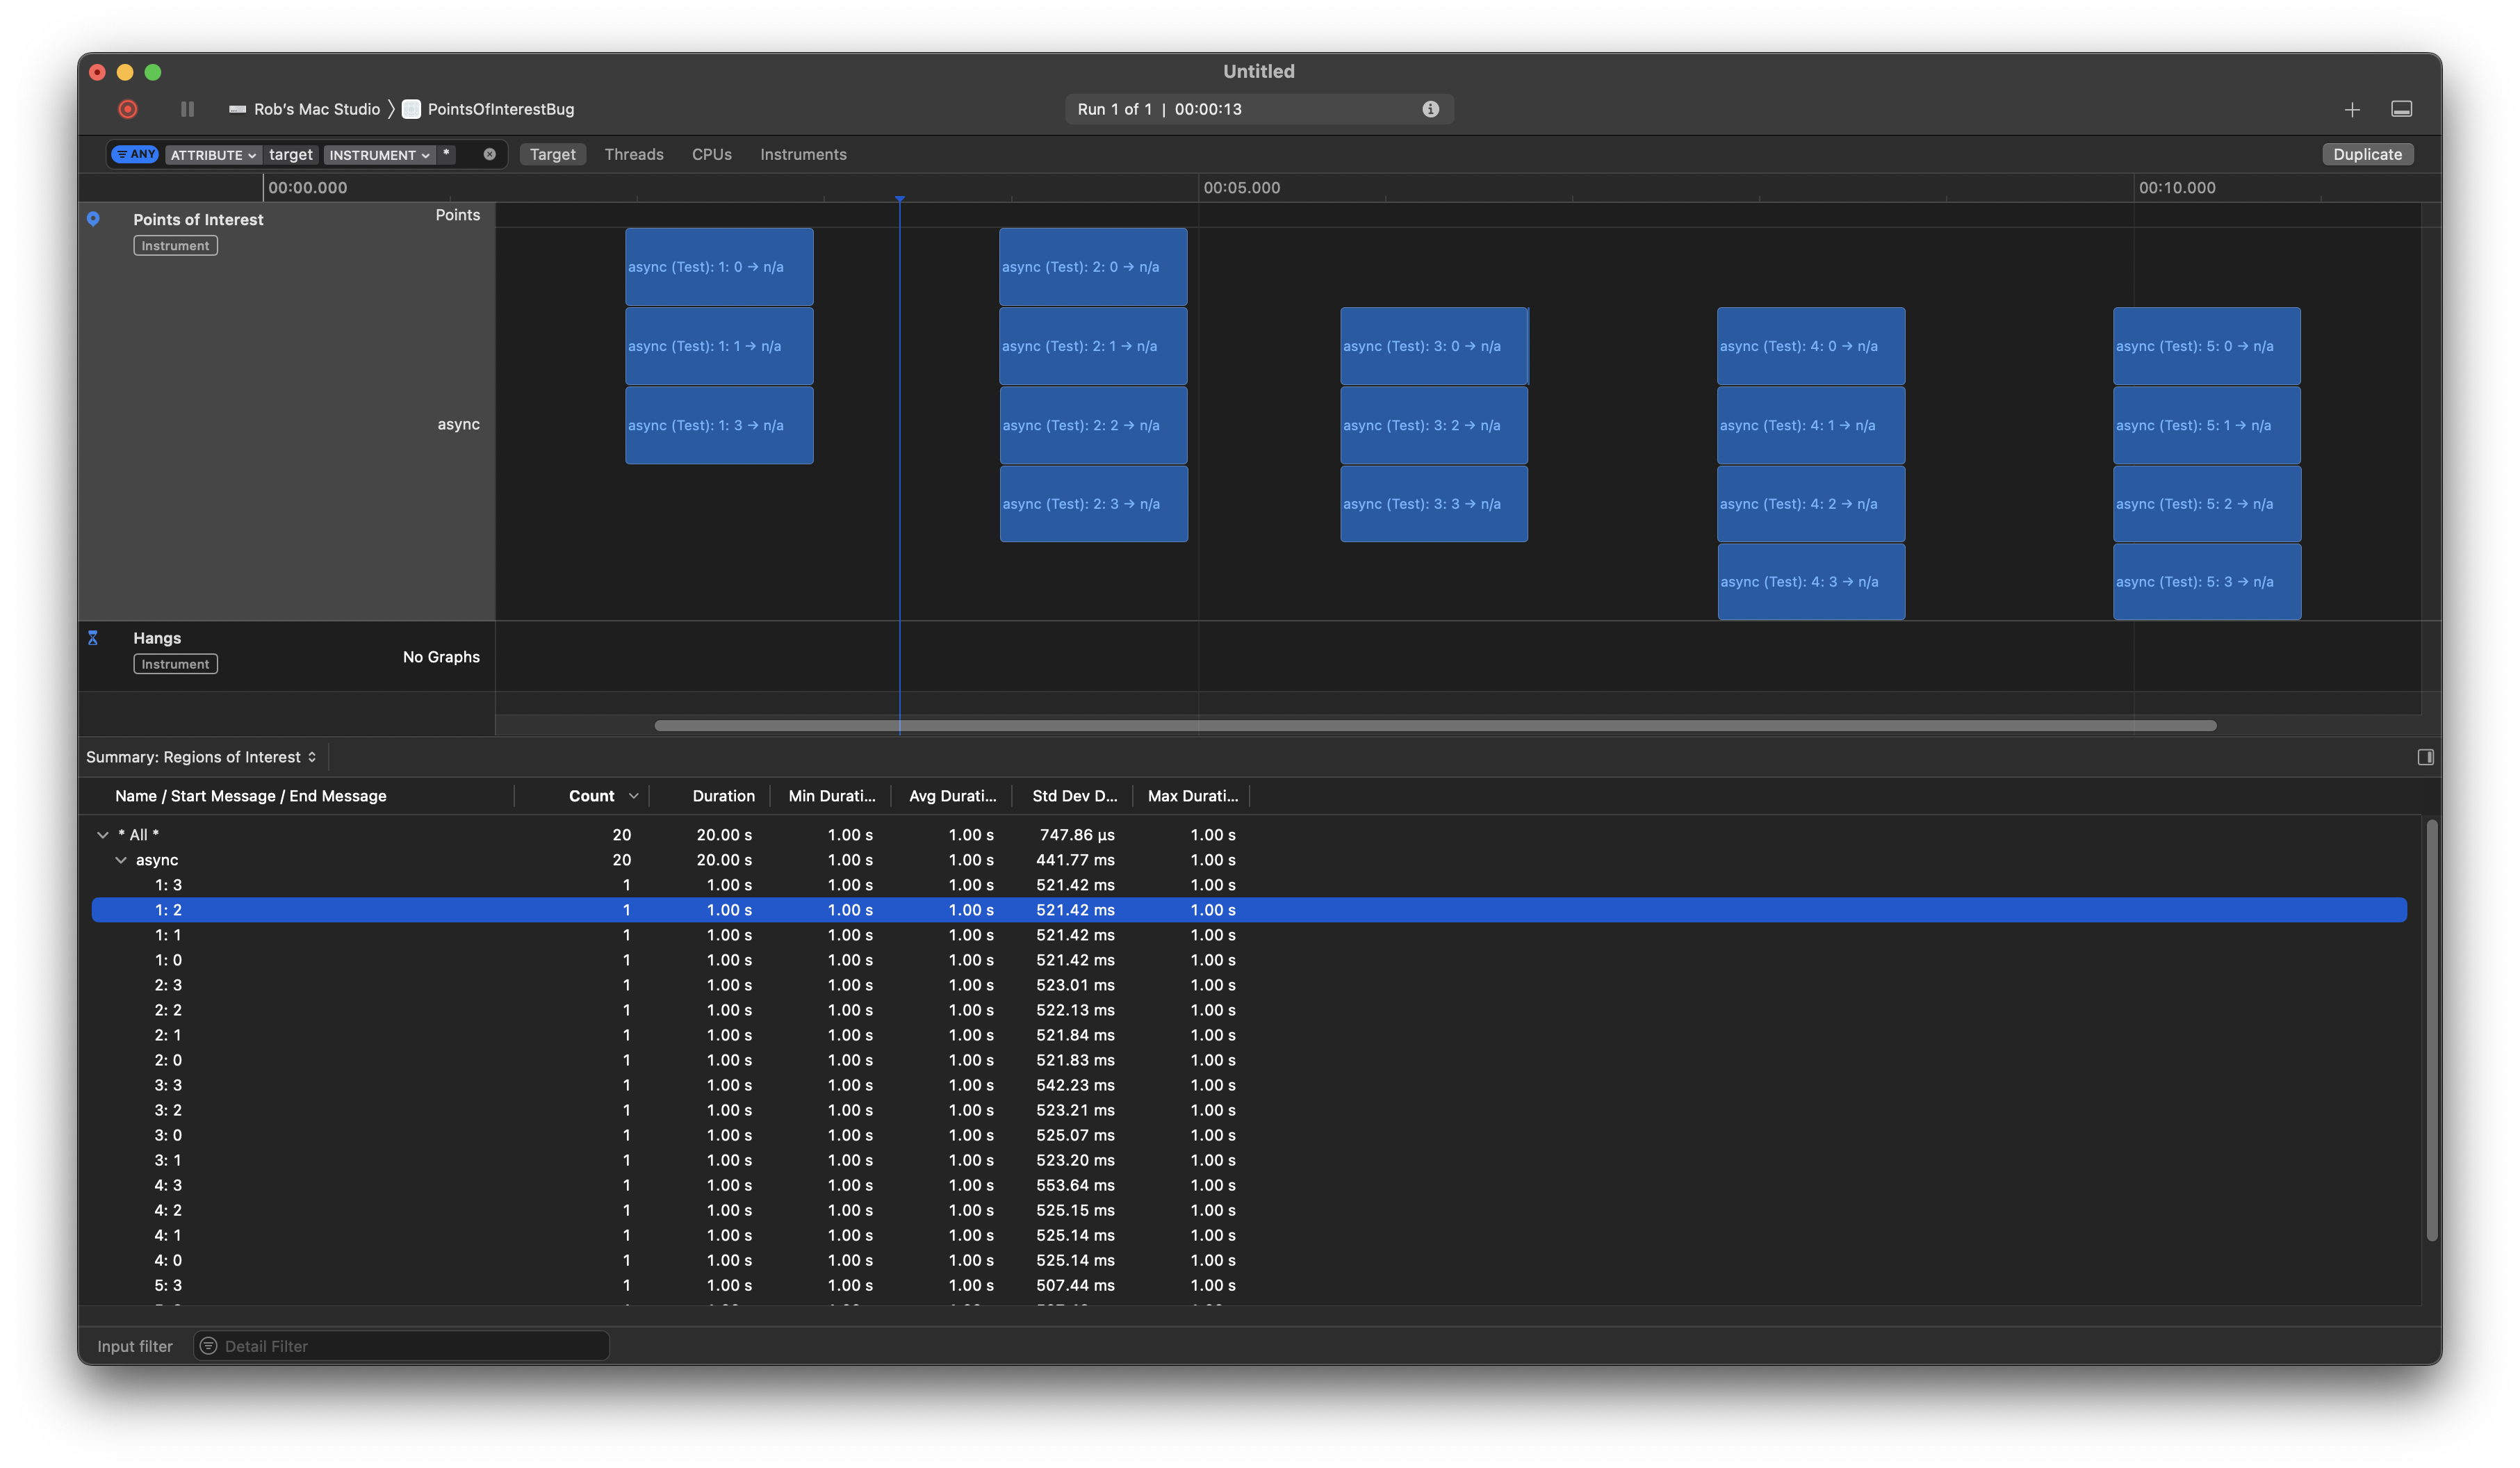 Untitled
Rob's Mac Studio 〉 PointsOfInterestBug
Run 1 of 1 | 00:00:13
ANY ATTRIBUTE target INSTRUMENT * Target Threads CPUs Instruments Duplicate
00:00.000 00:05.000 00:10.000
Points of Interest Points
Instrument
async (Test): 1: 0 → n/a async (Test): 2: 0 → n/a
async (Test): 1: 1 → n/a async (Test): 2: 1 → n/a async (Test): 3: 0 → n/a async (Test): 4: 0 → n/a async (Test): 5: 0 → n/a
async async (Test): 1: 3 → n/a async (Test): 2: 2 → n/a async (Test): 3: 2 → n/a async (Test): 4: 1 → n/a async (Test): 5: 1 → n/a
async (Test): 2: 3 → n/a async (Test): 3: 3 → n/a async (Test): 4: 2 → n/a async (Test): 5: 2 → n/a
async (Test): 4: 3 → n/a async (Test): 5: 3 → n/a
Hangs
Instrument
No Graphs
Summary: Regions of Interest
Name / Start Message / End Message Count Duration Min Durati... Avg Durati... Std Dev D... Max Durati...
* All * 20 20.00 s 1.00 s 1.00 s 747.86 µs 1.00 s
async 20 20.00 s 1.00 s 1.00 s 441.77 ms 1.00 s
1: 3 1 1.00 s 1.00 s 1.00 s 521.42 ms 1.00 s
1: 2 1 1.00 s 1.00 s 1.00 s 521.42 ms 1.00 s
1: 1 1 1.00 s 1.00 s 1.00 s 521.42 ms 1.00 s
1: 0 1 1.00 s 1.00 s 1.00 s 521.42 ms 1.00 s
2: 3 1 1.00 s 1.00 s 1.00 s 523.01 ms 1.00 s
2: 2 1 1.00 s 1.00 s 1.00 s 522.13 ms 1.00 s
2: 1 1 1.00 s 1.00 s 1.00 s 521.84 ms 1.00 s
2: 0 1 1.00 s 1.00 s 1.00 s 521.83 ms 1.00 s
3: 3 1 1.00 s 1.00 s 1.00 s 542.23 ms 1.00 s
3: 2 1 1.00 s 1.00 s 1.00 s 523.21 ms 1.00 s
3: 0 1 1.00 s 1.00 s 1.00 s 525.07 ms 1.00 s
3: 1 1 1.00 s 1.00 s 1.00 s 523.20 ms 1.00 s
4: 3 1 1.00 s 1.00 s 1.00 s 553.64 ms 1.00 s
4: 2 1 1.00 s 1.00 s 1.00 s 525.15 ms 1.00 s
4: 1 1 1.00 s 1.00 s 1.00 s 525.14 ms 1.00 s
4: 0 1 1.00 s 1.00 s 1.00 s 525.14 ms 1.00 s
5: 3 1 1.00 s 1.00 s 1.00 s 507.44 ms 1.00 s
Input filter Detail Filter